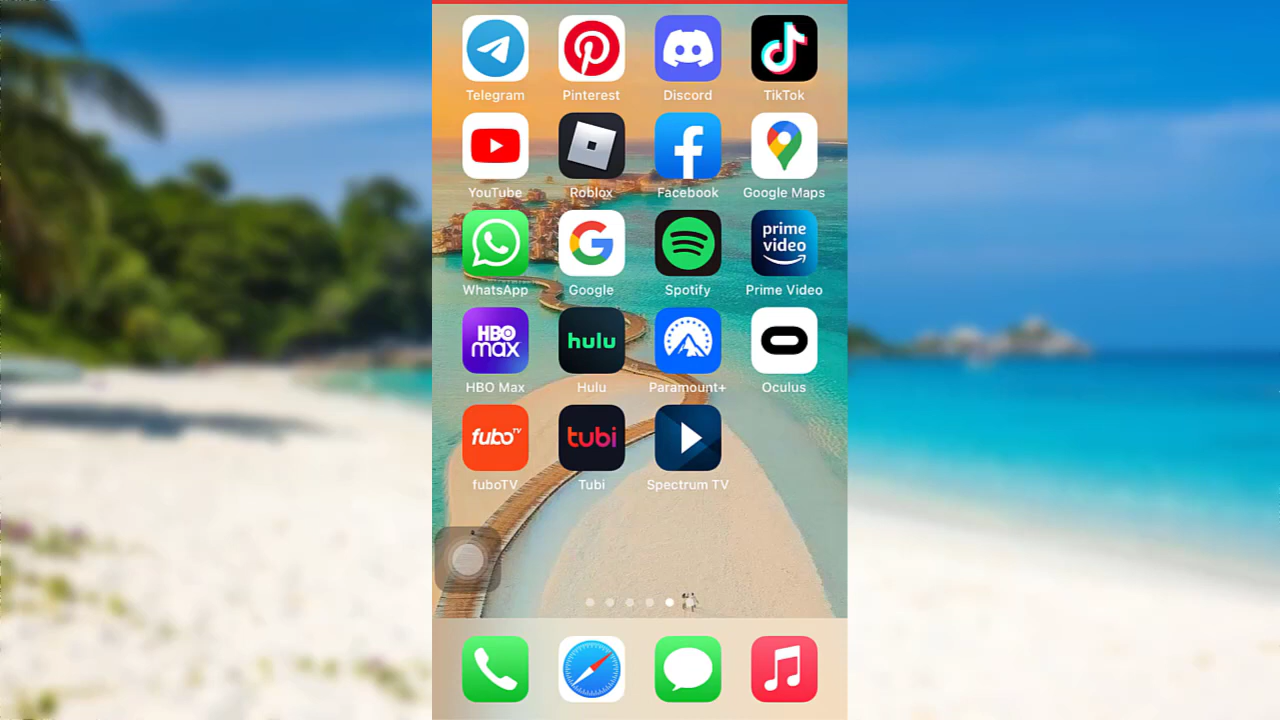 Telegram Pinterest Discord TikTok
YouTube Roblox Facebook Google Maps
prime
video
WhatsApp Google Spotify Prime Video
HBO
max
hulu
HBO Max Hulu Paramount+ Oculus
fuboTV tubi
fuboTV Tubi Spectrum TV